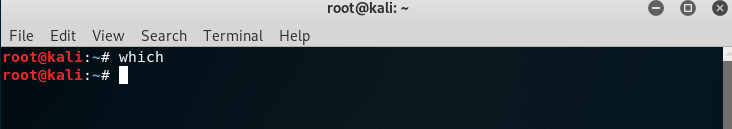 root@kali: ~
File Edit View Search Terminal Help
root@kali:~# which
root@kali:~#